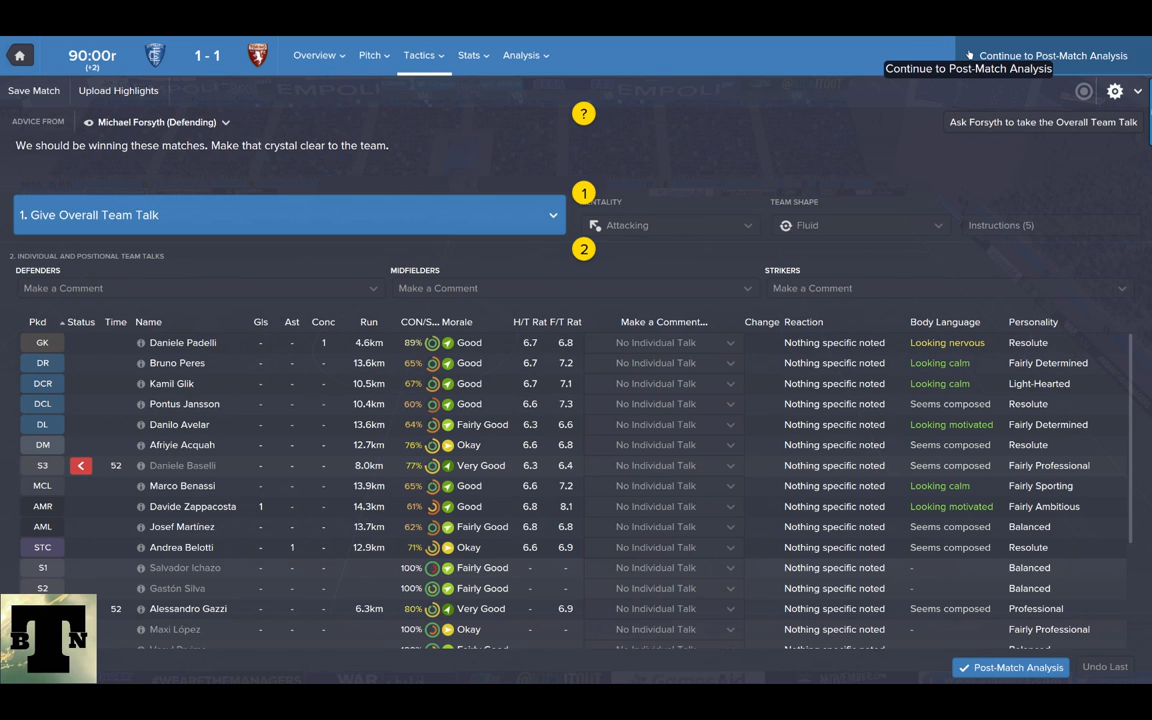 90:00r
(+2)
1 - 1
Overview
Pitch
Tactics
Stats
Analysis
Continue to Post-Match Analysis
Continue to Post-Match Analysis
Save Match
Upload Highlights
EMPOLI
ADVICE FROM
Michael Forsyth (Defending)
?
Ask Forsyth to take the Overall Team Talk
We should be winning these matches. Make that crystal clear to the team.
1. Give Overall Team Talk
1
ENTALITY
TEAM SHAPE
Attacking
Fluid
Instructions (5)
2
2. INDIVIDUAL AND POSITIONAL TEAM TALKS
DEFENDERS
MIDFIELDERS
STRIKERS
Make a Comment
Make a Comment
Make a Comment
Pkd Status Time Name Gls Ast Conc Run CON/S... Morale H/T Rat F/T Rat Make a Comment... Change Reaction Body Language Personality
GK Daniele Padelli - - 1 4.6km 89% Good 6.7 6.8 No Individual Talk Nothing specific noted Looking nervous Resolute
DR Bruno Peres - - - 13.6km 65% Good 6.7 7.2 No Individual Talk Nothing specific noted Looking calm Fairly Determined
DCR Kamil Glik - - - 10.5km 67% Good 6.7 7.1 No Individual Talk Nothing specific noted Looking calm Light-Hearted
DCL Pontus Jansson - - - 10.4km 60% Good 6.6 7.3 No Individual Talk Nothing specific noted Seems composed Resolute
DL Danilo Avelar - - - 13.6km 64% Fairly Good 6.3 6.6 No Individual Talk Nothing specific noted Looking motivated Fairly Determined
DM Afriyie Acquah - - - 12.7km 76% Okay 6.6 6.8 No Individual Talk Nothing specific noted Seems composed Resolute
S3 52 Daniele Baselli - - - 8.0km 77% Very Good 6.3 6.4 No Individual Talk Nothing specific noted Seems composed Fairly Professional
MCL Marco Benassi - - - 13.9km 65% Good 6.6 7.2 No Individual Talk Nothing specific noted Looking calm Fairly Sporting
AMR Davide Zappacosta 1 - - 14.3km 61% Good 6.8 8.1 No Individual Talk Nothing specific noted Looking motivated Fairly Ambitious
AML Josef Martínez - - - 13.7km 62% Fairly Good 6.8 6.8 No Individual Talk Nothing specific noted Seems composed Balanced
STC Andrea Belotti - 1 - 12.9km 71% Okay 6.6 6.9 No Individual Talk Nothing specific noted Seems composed Resolute
S1 Salvador Ichazo - - - 100% Fairly Good - - No Individual Talk Nothing specific noted - Balanced
S2 Gastón Silva - - - 100% Fairly Good - - No Individual Talk Nothing specific noted - Balanced
52 Alessandro Gazzi - - - 6.3km 80% Very Good - 6.9 No Individual Talk Nothing specific noted Seems composed Professional
Maxi López - - - 100% Okay - - No Individual Talk Nothing specific noted - Fairly Professional
BTN
Post-Match Analysis
Undo Last
#WEARETHEMANAGERS